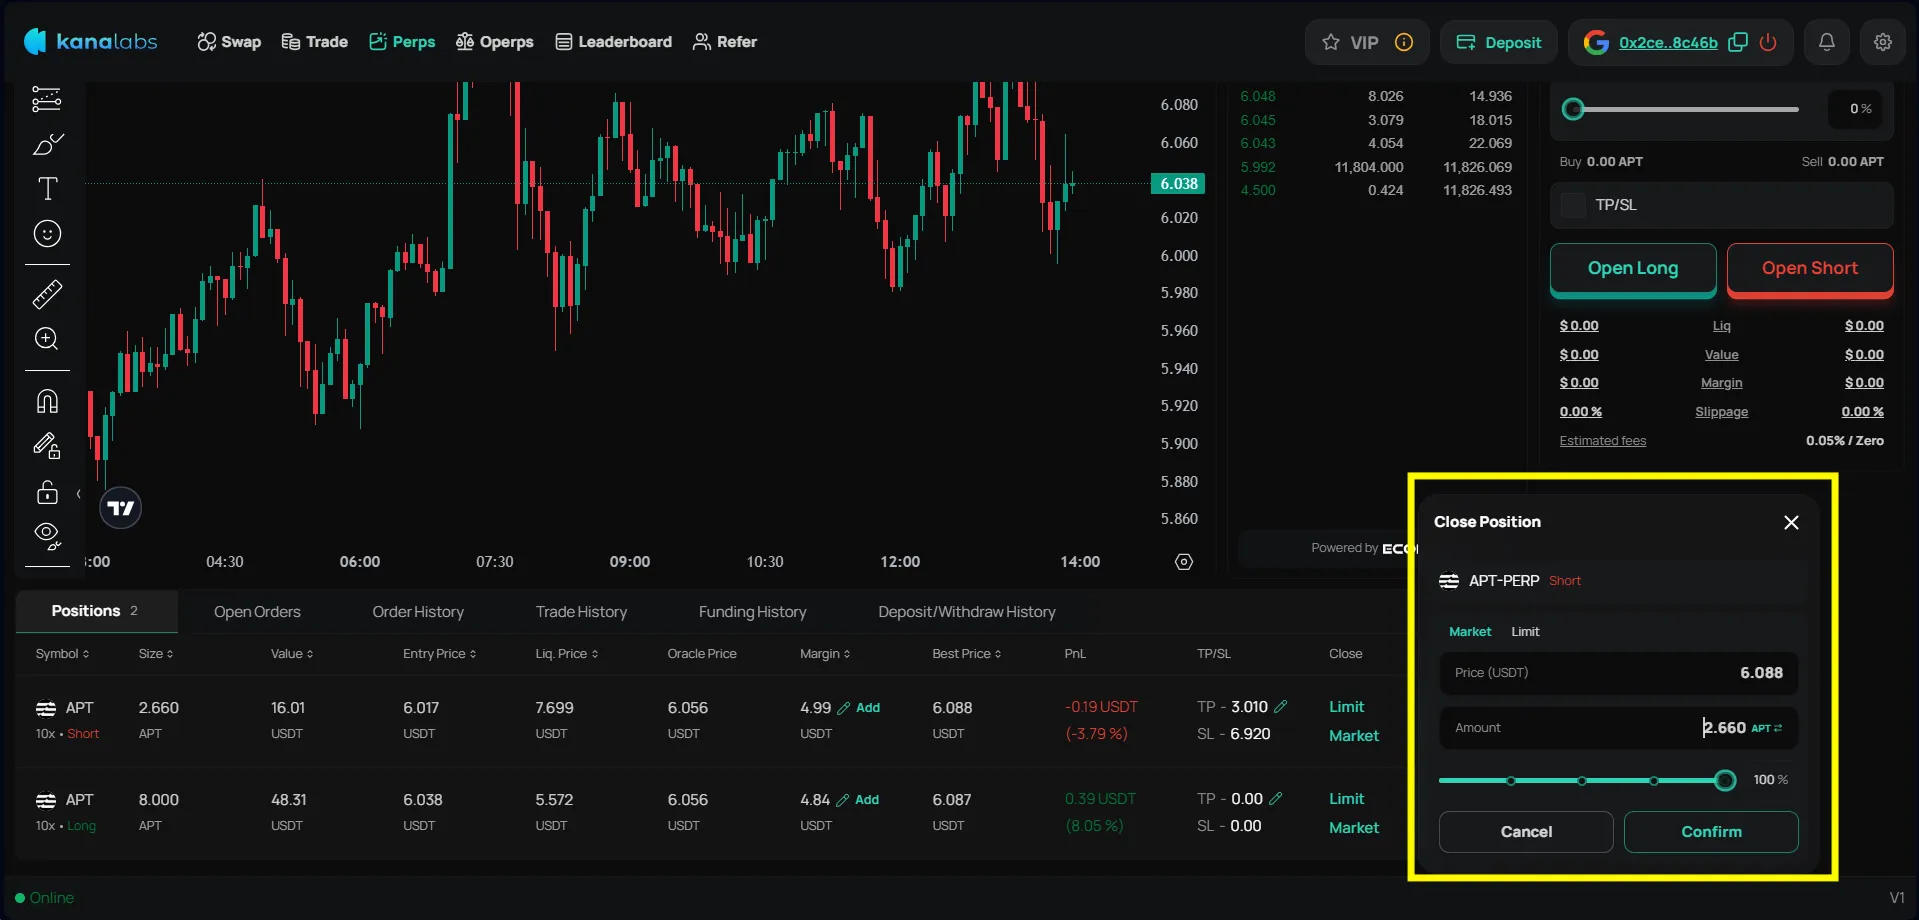 kanalabs Swap Trade Perps Operps Leaderboard Refer VIP Deposit 0x2ce..8c46b
6.080
6.060
6.038
6.020
6.000
5.980
5.960
5.940
5.920
5.900
5.880
5.860
:00 04:30 06:00 07:30 09:00 10:30 12:00 14:00
6.048 8.026 14.936
6.045 3.079 18.015
6.043 4.054 22.069
5.992 11,804.000 11,826.069
4.500 0.424 11,826.493
Powered by ECO
0 %
Buy 0.00 APT Sell 0.00 APT
TP/SL
Open Long Open Short
$ 0.00 Liq $ 0.00
$ 0.00 Value $ 0.00
$ 0.00 Margin $ 0.00
0.00 % Slippage 0.00 %
Estimated fees 0.05% / Zero
Positions 2 Open Orders Order History Trade History Funding History Deposit/Withdraw History
Symbol Size Value Entry Price Liq. Price Oracle Price Margin Best Price PnL TP/SL Close
APT 2.660 16.01 6.017 7.699 6.056 4.99 Add 6.088 -0.19 USDT TP - 3.010 Limit
10x • Short APT USDT USDT USDT USDT USDT USDT (-3.79 %) SL - 6.920 Market
APT 8.000 48.31 6.038 5.572 6.056 4.84 Add 6.087 0.39 USDT TP - 0.00 Limit
10x • Long APT USDT USDT USDT USDT USDT USDT (8.05 %) SL - 0.00 Market
Close Position
APT-PERP Short
Market Limit
Price (USDT) 6.088
Amount 2.660 APT
100 %
Cancel Confirm
Online V1